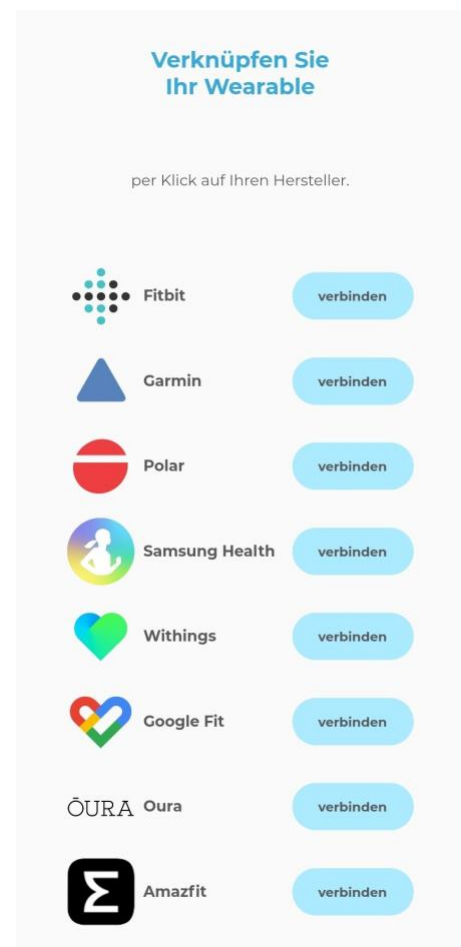 Verknüpfen Sie
Ihr Wearable
per Klick auf Ihren Hersteller.
Fitbit verbinden
Garmin verbinden
Polar verbinden
Samsung Health verbinden
Withings verbinden
Google Fit verbinden
ŌURA Oura verbinden
Amazfit verbinden